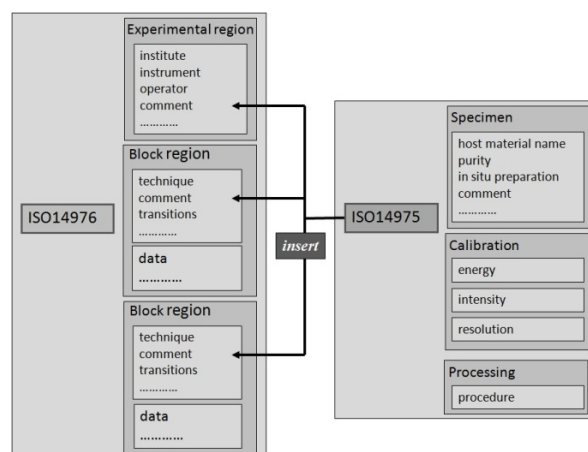 Experimental region
institute
instrument
operator
comment
…………
Block region
technique
comment
transitions
…………
data
…………
Block region
technique
comment
transitions
…………
data
…………
ISO14976
insert
ISO14975
Specimen
host material name
purity
in situ preparation
comment
…………
Calibration
energy
intensity
resolution
Processing
procedure